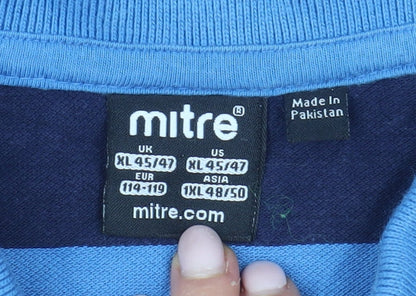 mitre®
UK US
XL 45/47 XL 45/47
EUR ASIA
114-119 1XL 48/50
mitre.com
Made In
Pakistan